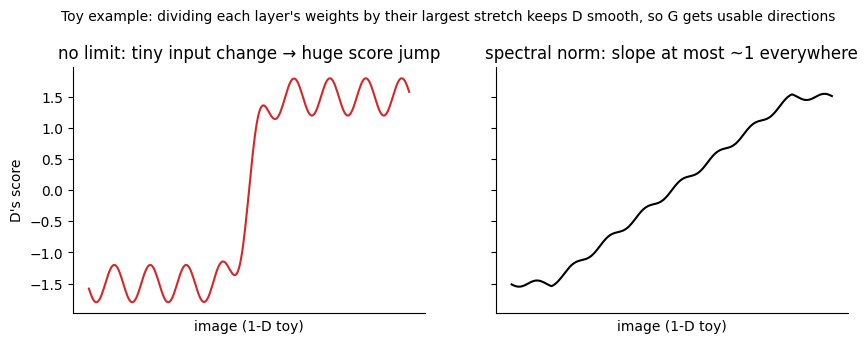 Toy example: dividing each layer's weights by their largest stretch keeps D smooth, so G gets usable directions
no limit: tiny input change → huge score jump
spectral norm: slope at most ~1 everywhere
D's score
1.5
1.0
0.5
0.0
−0.5
−1.0
−1.5
image (1-D toy)
image (1-D toy)